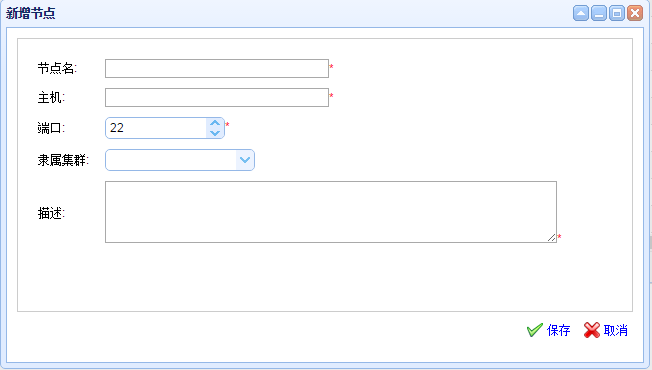 新增节点
节点名: *
主机: *
端口: 22 *
隶属集群:
描述: *
保存 取消